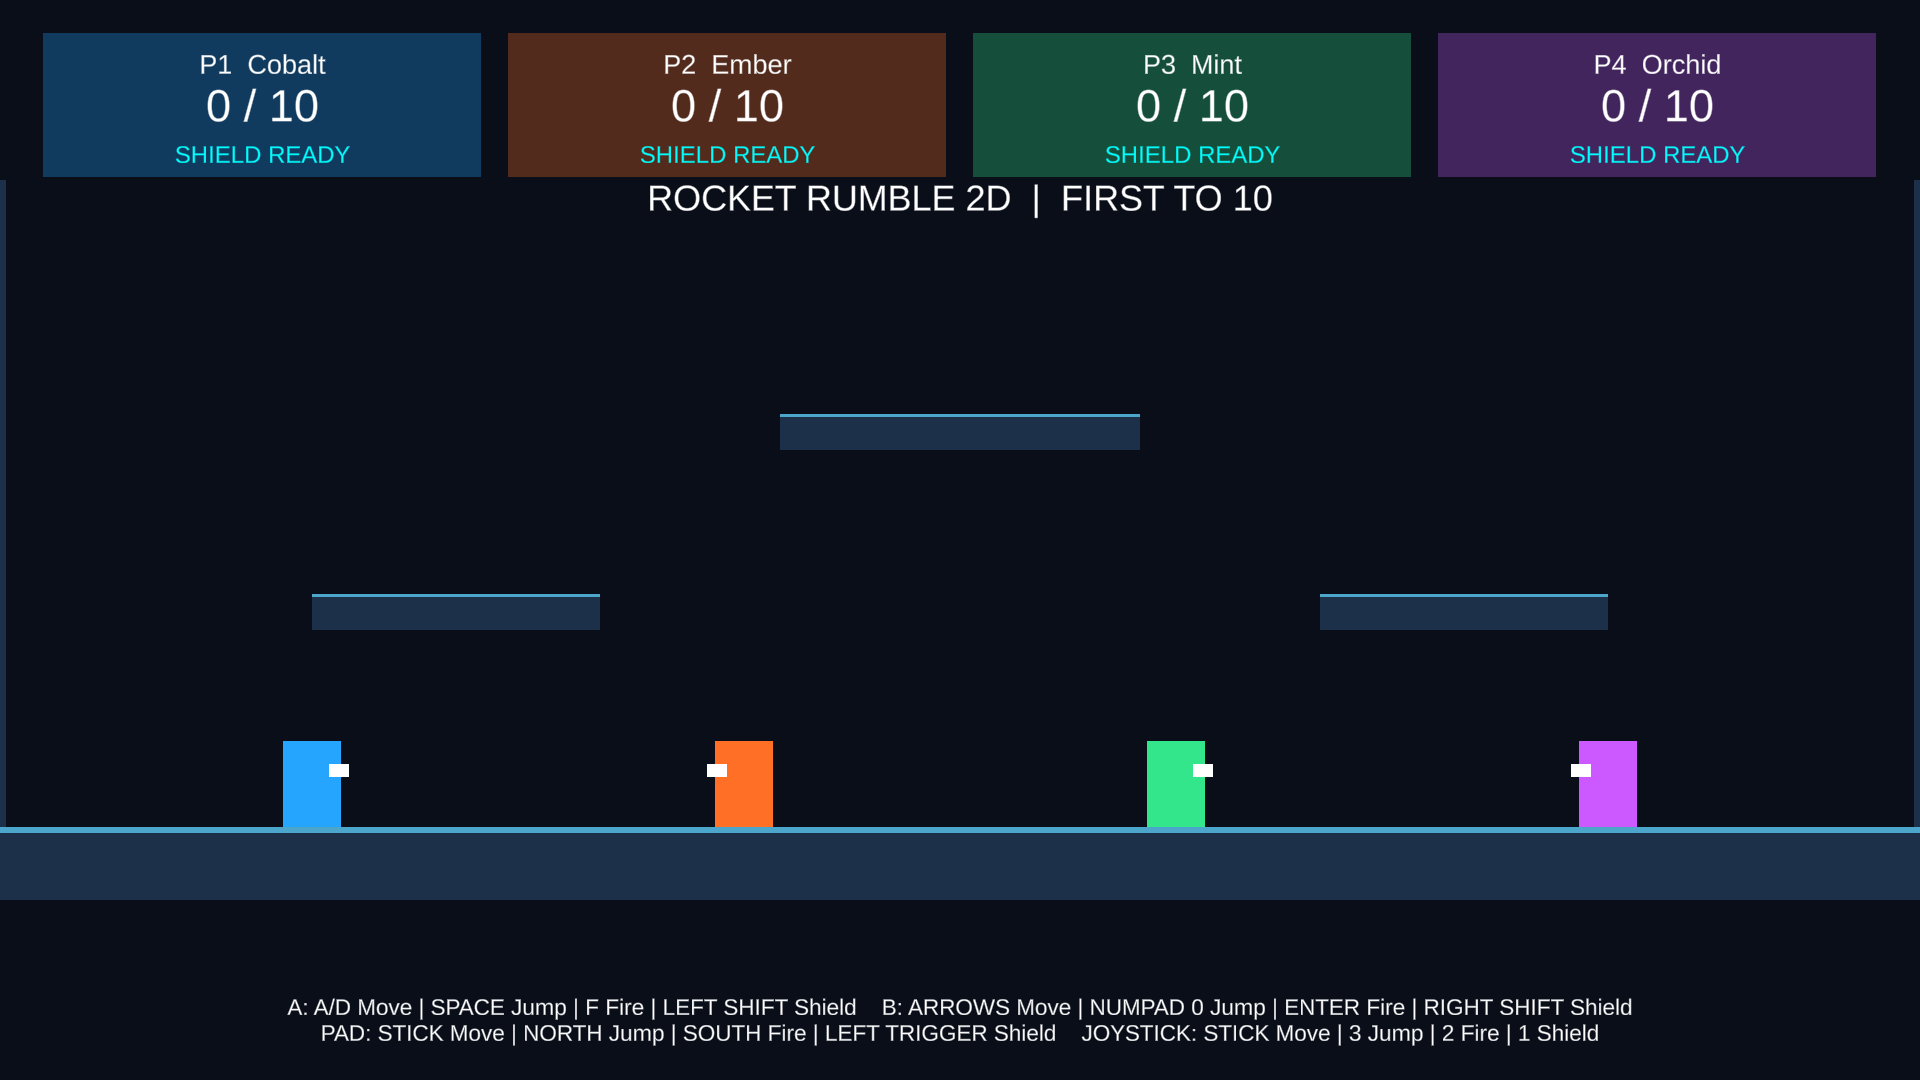 P1  Cobalt
0 / 10
SHIELD READY
P2  Ember
0 / 10
SHIELD READY
P3  Mint
0 / 10
SHIELD READY
P4  Orchid
0 / 10
SHIELD READY
ROCKET RUMBLE 2D  |  FIRST TO 10
A: A/D Move | SPACE Jump | F Fire | LEFT SHIFT Shield    B: ARROWS Move | NUMPAD 0 Jump | ENTER Fire | RIGHT SHIFT Shield
PAD: STICK Move | NORTH Jump | SOUTH Fire | LEFT TRIGGER Shield    JOYSTICK: STICK Move | 3 Jump | 2 Fire | 1 Shield